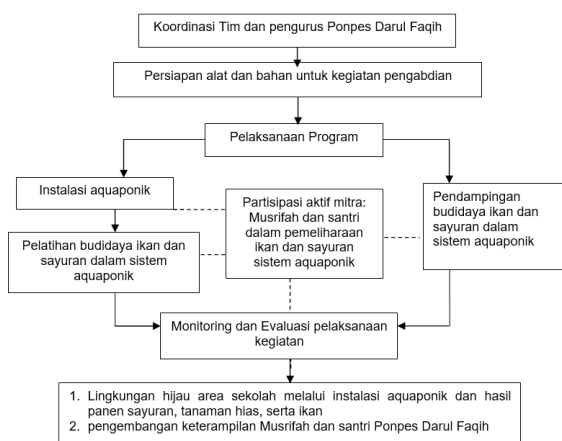 Koordinasi Tim dan pengurus Ponpes Darul Faqih
Persiapan alat dan bahan untuk kegiatan pengabdian
Pelaksanaan Program
Instalasi aquaponik
Partisipasi aktif mitra:
Musrifah dan santri
dalam pemeliharaan
ikan dan sayuran
sistem aquaponik
Pendampingan
budidaya ikan dan
sayuran dalam
sistem aquaponik
Pelatihan budidaya ikan dan
sayuran dalam sistem
aquaponik
Monitoring dan Evaluasi pelaksanaan
kegiatan
1. Lingkungan hijau area sekolah melalui instalasi aquaponik dan hasil
panen sayuran, tanaman hias, serta ikan
2. pengembangan keterampilan Musrifah dan santri Ponpes Darul Faqih